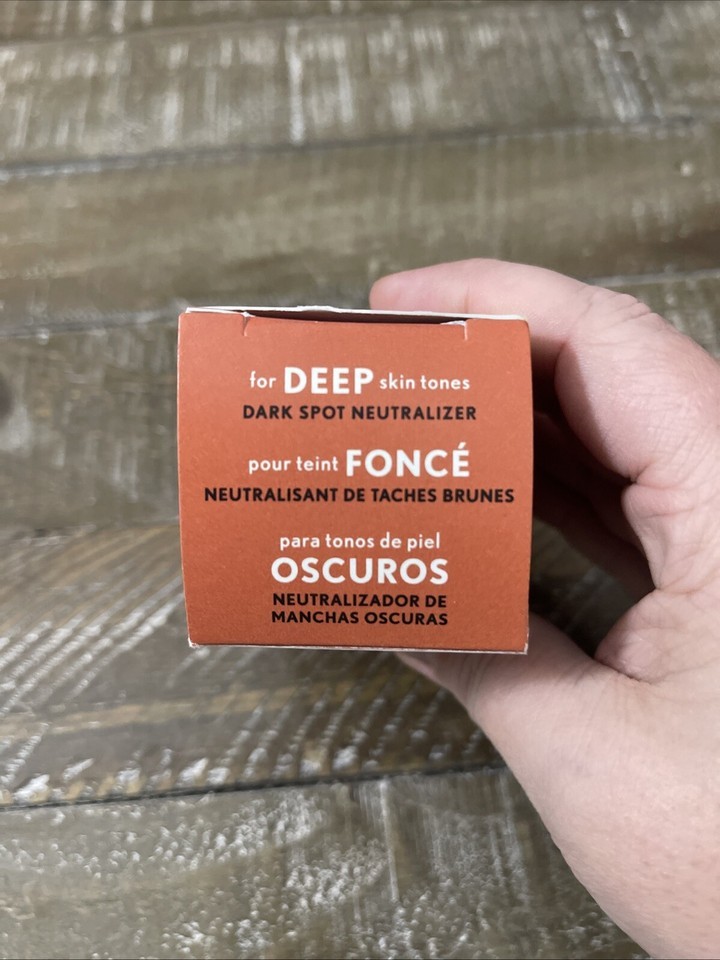 for DEEP skin tones
DARK SPOT NEUTRALIZER
pour teint FONCÉ
NEUTRALISANT DE TACHES BRUNES
para tonos de piel
OSCUROS
NEUTRALIZADOR DE
MANCHAS OSCURAS